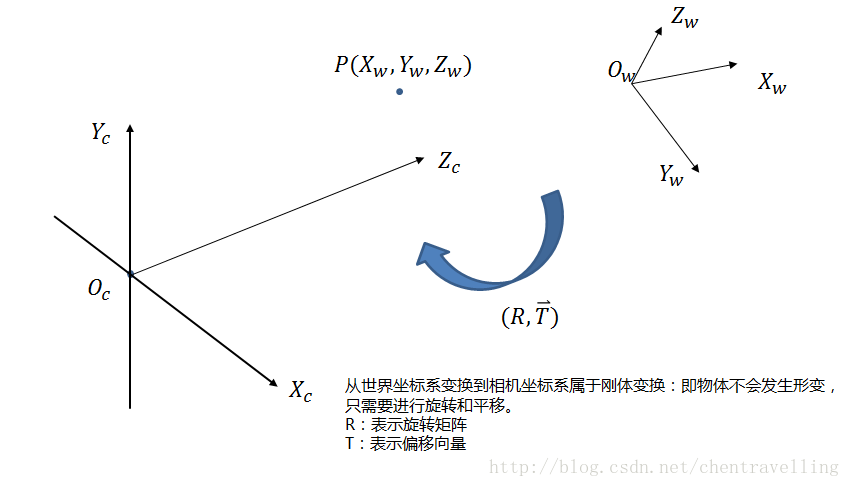 Z_w
P(X_w, Y_w, Z_w)
O_w
X_w
Y_c
Z_c
Y_w
O_c
(R, T⃗)
X_c
从世界坐标系变换到相机坐标系属于刚体变换：即物体不会发生形变，
只需要进行旋转和平移。
R：表示旋转矩阵
T：表示偏移向量
http://blog.csdn.net/chentravelling